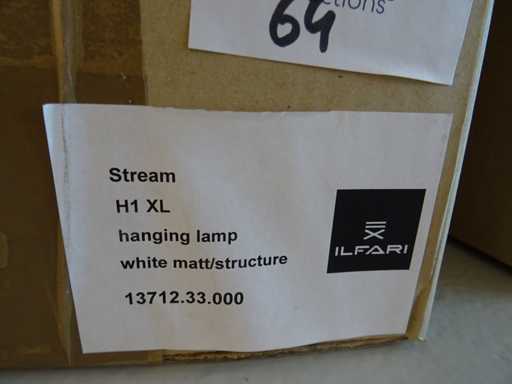 64
Stream
H1 XL
hanging lamp
white matt/structure
13712.33.000
ILFARI